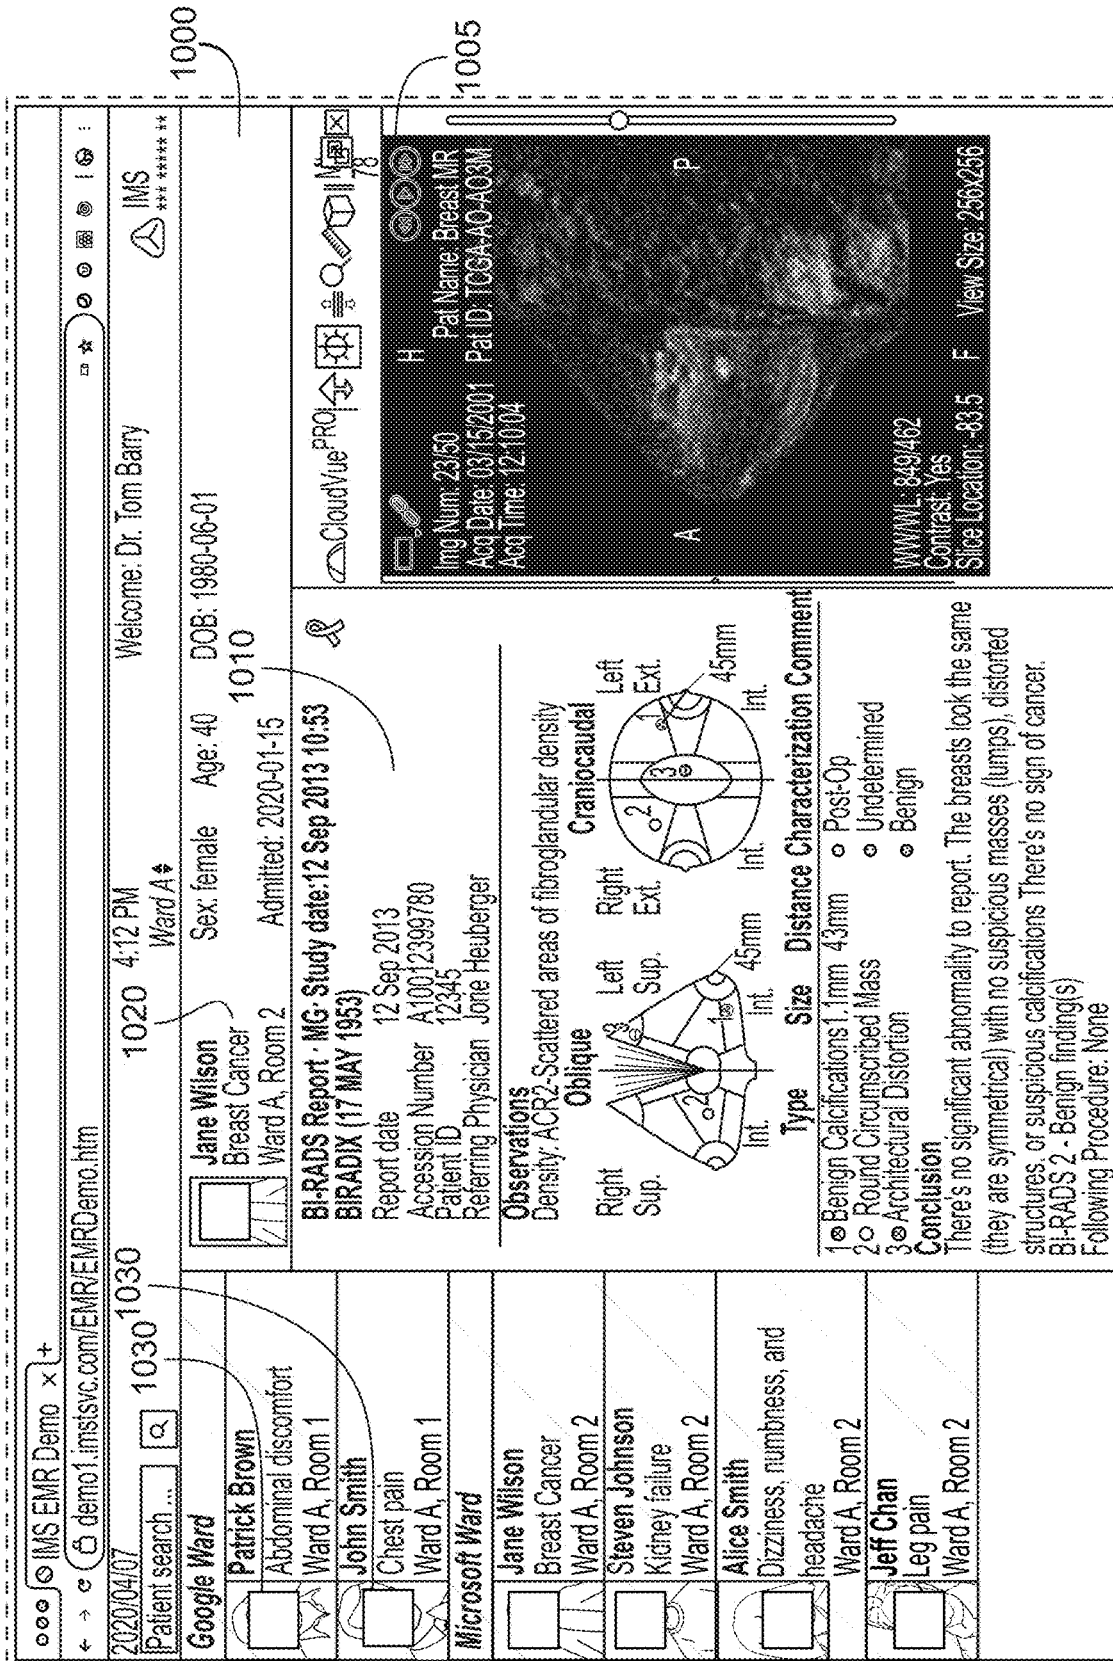 IMS EMR Demo x +
demo1.imstsvc.com/EMR/EMRDemo.htm
2020/04/07 4:12 PM Welcome: Dr. Tom Barry
Patient search ... Ward A
IMS
*** ***** **
1000
1005
1010
1020
1030
1030
Google Ward
Patrick Brown
Abdominal discomfort
Ward A, Room 1
John Smith
Chest pain
Ward A, Room 1
Microsoft Ward
Jane Wilson
Breast Cancer
Ward A, Room 2
Steven Johnson
Kidney failure
Ward A, Room 2
Alice Smith
Dizziness, numbness, and
headache
Ward A, Room 2
Jeff Chan
Leg pain
Ward A, Room 2
Jane Wilson Sex: female Age: 40 DOB: 1980-06-01
Breast Cancer
Ward A, Room 2 Admitted: 2020-01-15
BI-RADS Report · MG· Study date:12 Sep 2013 10:53
BIRADIX (17 MAY 1953)
Report date 12 Sep 2013
Accession Number A10012399780
Patient ID 12345
Referring Physician Jone Heuberger
Observations
Density: ACR2-Scattered areas of fibroglandular density
Oblique Craniocaudal
Right Left Right Left
Sup. Sup. Ext. Ext.
1 2 3 1 2 3
45mm 45mm
Int. Int. Int. Int.
Type Size Distance Characterization Comment
1 Benign Calcifications 1.1mm 43mm Post-Op
2 Round Circumscribed Mass Undetermined
3 Architectural Distortion Benign
Conclusion
There's no significant abnormality to report. The breasts look the same
(they are symmetrical) with no suspicious masses (lumps), distorted
structures, or suspicious calcifications There's no sign of cancer.
BI-RADS 2 - Benign finding(s)
Following Procedure: None
CloudVuePRO
Img Num: 23/50 H Pat Name: Breast MR
Acq Date: 03/15/2001 Pat ID: TCGA-AO-AO3M
Acq Time: 12:10:04
A P
WW/WL: 849/462
Contrast: Yes
Slice Location: -83.5 F View Size: 256x256